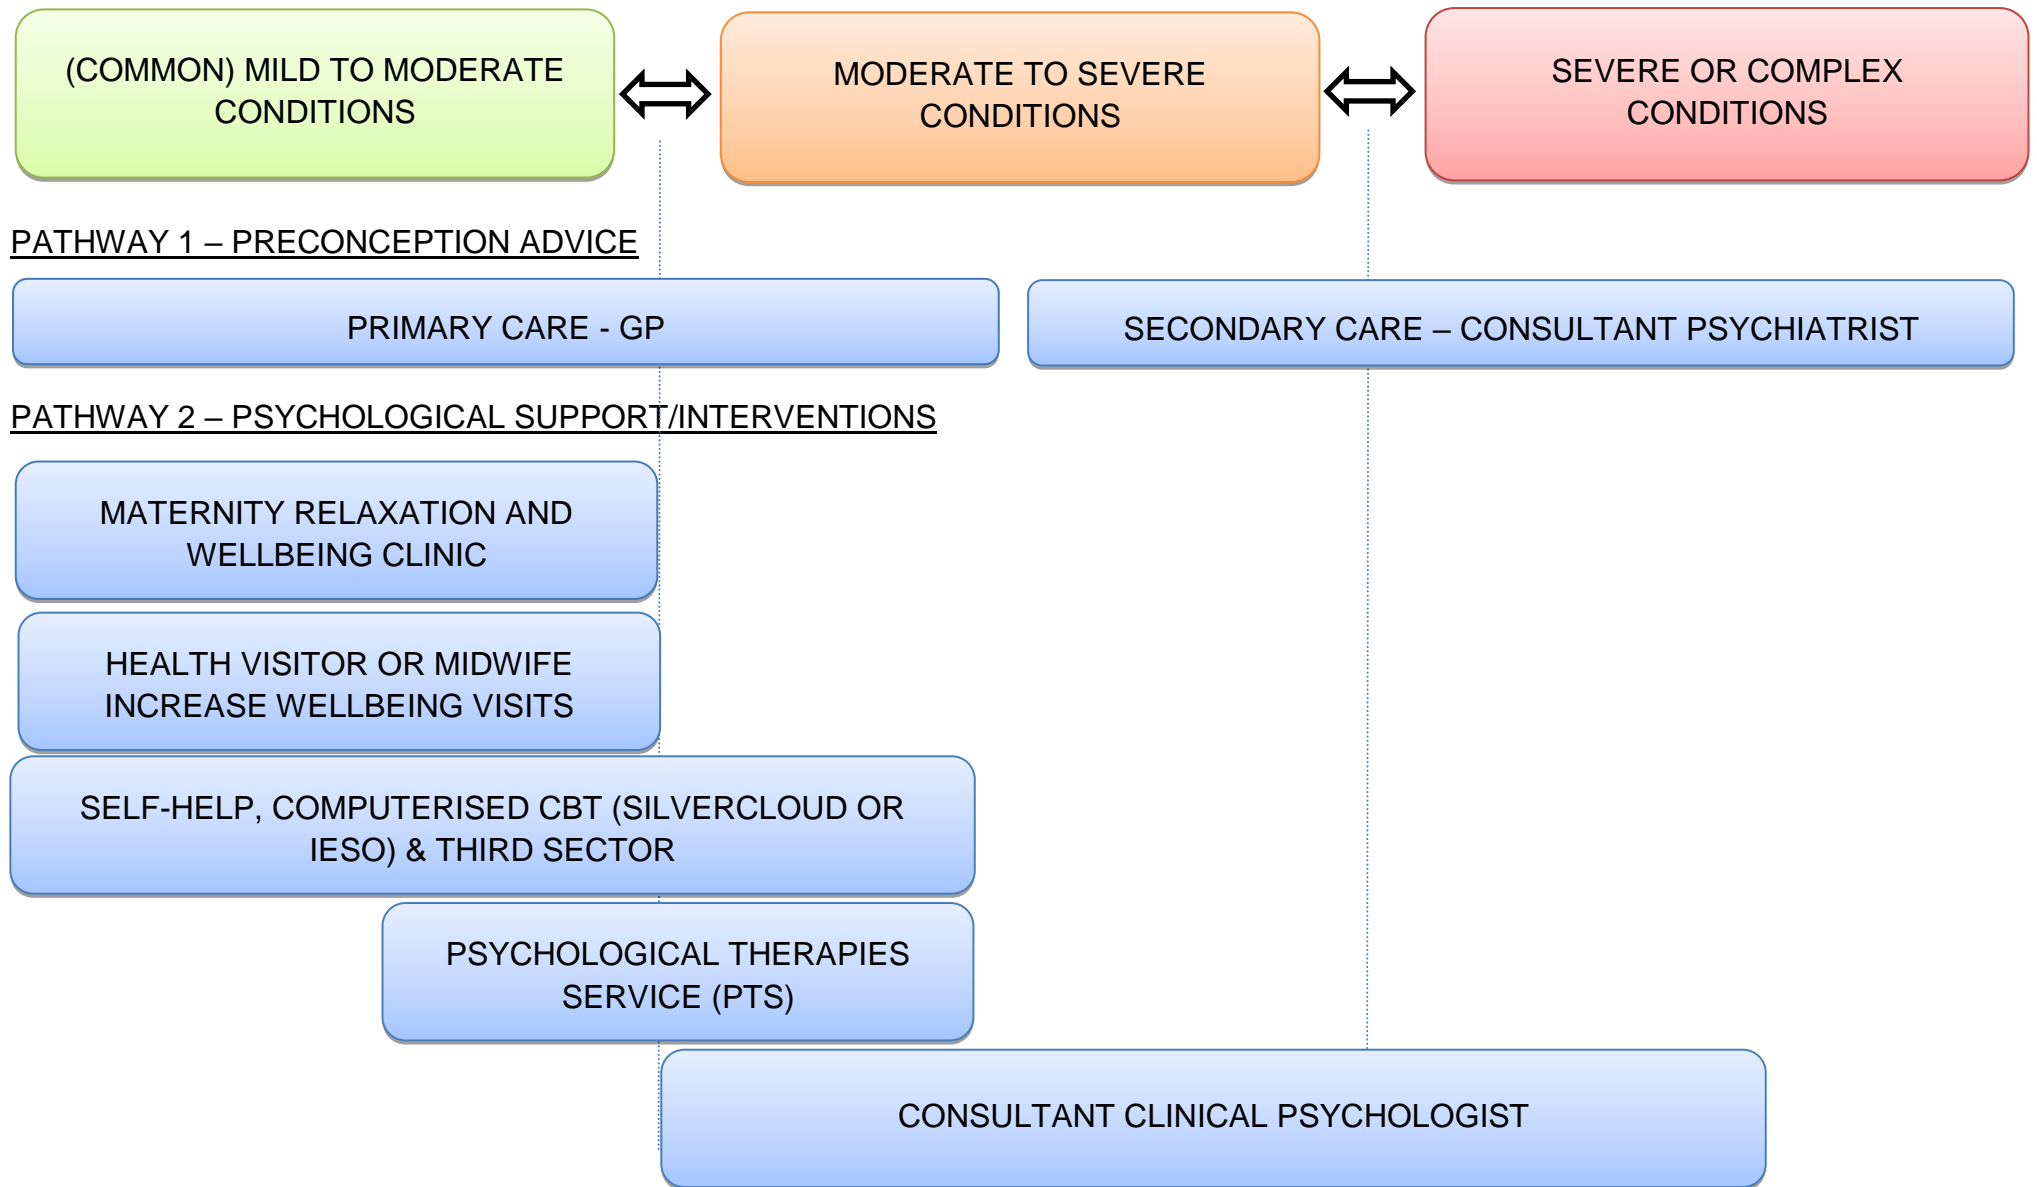 (COMMON) MILD TO MODERATE
CONDITIONS
MODERATE TO SEVERE
CONDITIONS
SEVERE OR COMPLEX
CONDITIONS
PATHWAY 1 – PRECONCEPTION ADVICE
PRIMARY CARE - GP
SECONDARY CARE – CONSULTANT PSYCHIATRIST
PATHWAY 2 – PSYCHOLOGICAL SUPPORT/INTERVENTIONS
MATERNITY RELAXATION AND
WELLBEING CLINIC
HEALTH VISITOR OR MIDWIFE
INCREASE WELLBEING VISITS
SELF-HELP, COMPUTERISED CBT (SILVERCLOUD OR
IESO) & THIRD SECTOR
PSYCHOLOGICAL THERAPIES
SERVICE (PTS)
CONSULTANT CLINICAL PSYCHOLOGIST